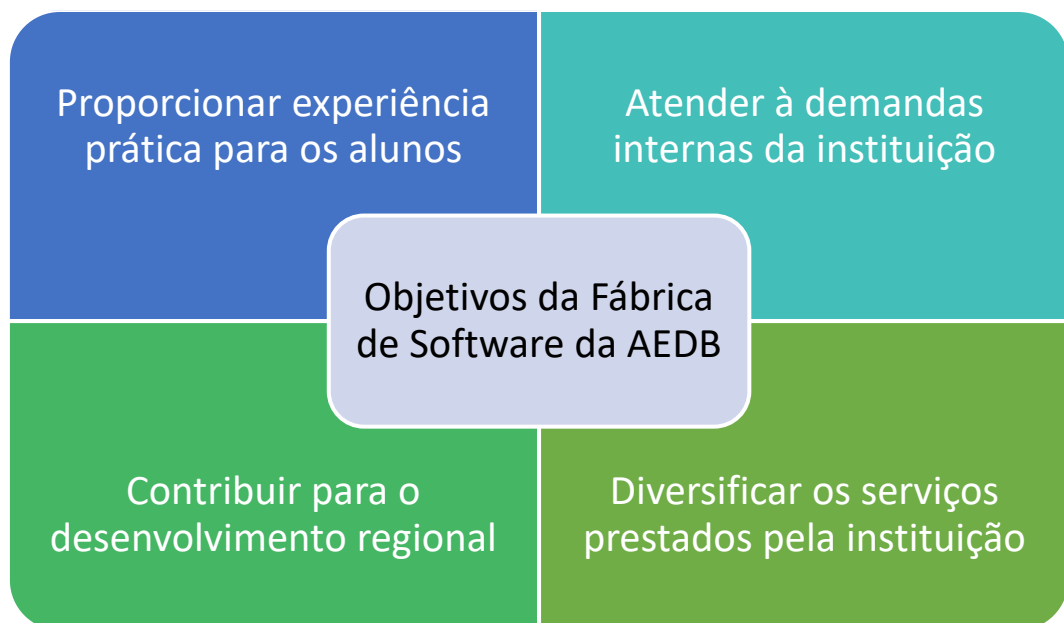 Proporcionar experiência
prática para os alunos
Atender à demandas
internas da instituição
Objetivos da Fábrica
de Software da AEDB
Contribuir para o
desenvolvimento regional
Diversificar os serviços
prestados pela instituição